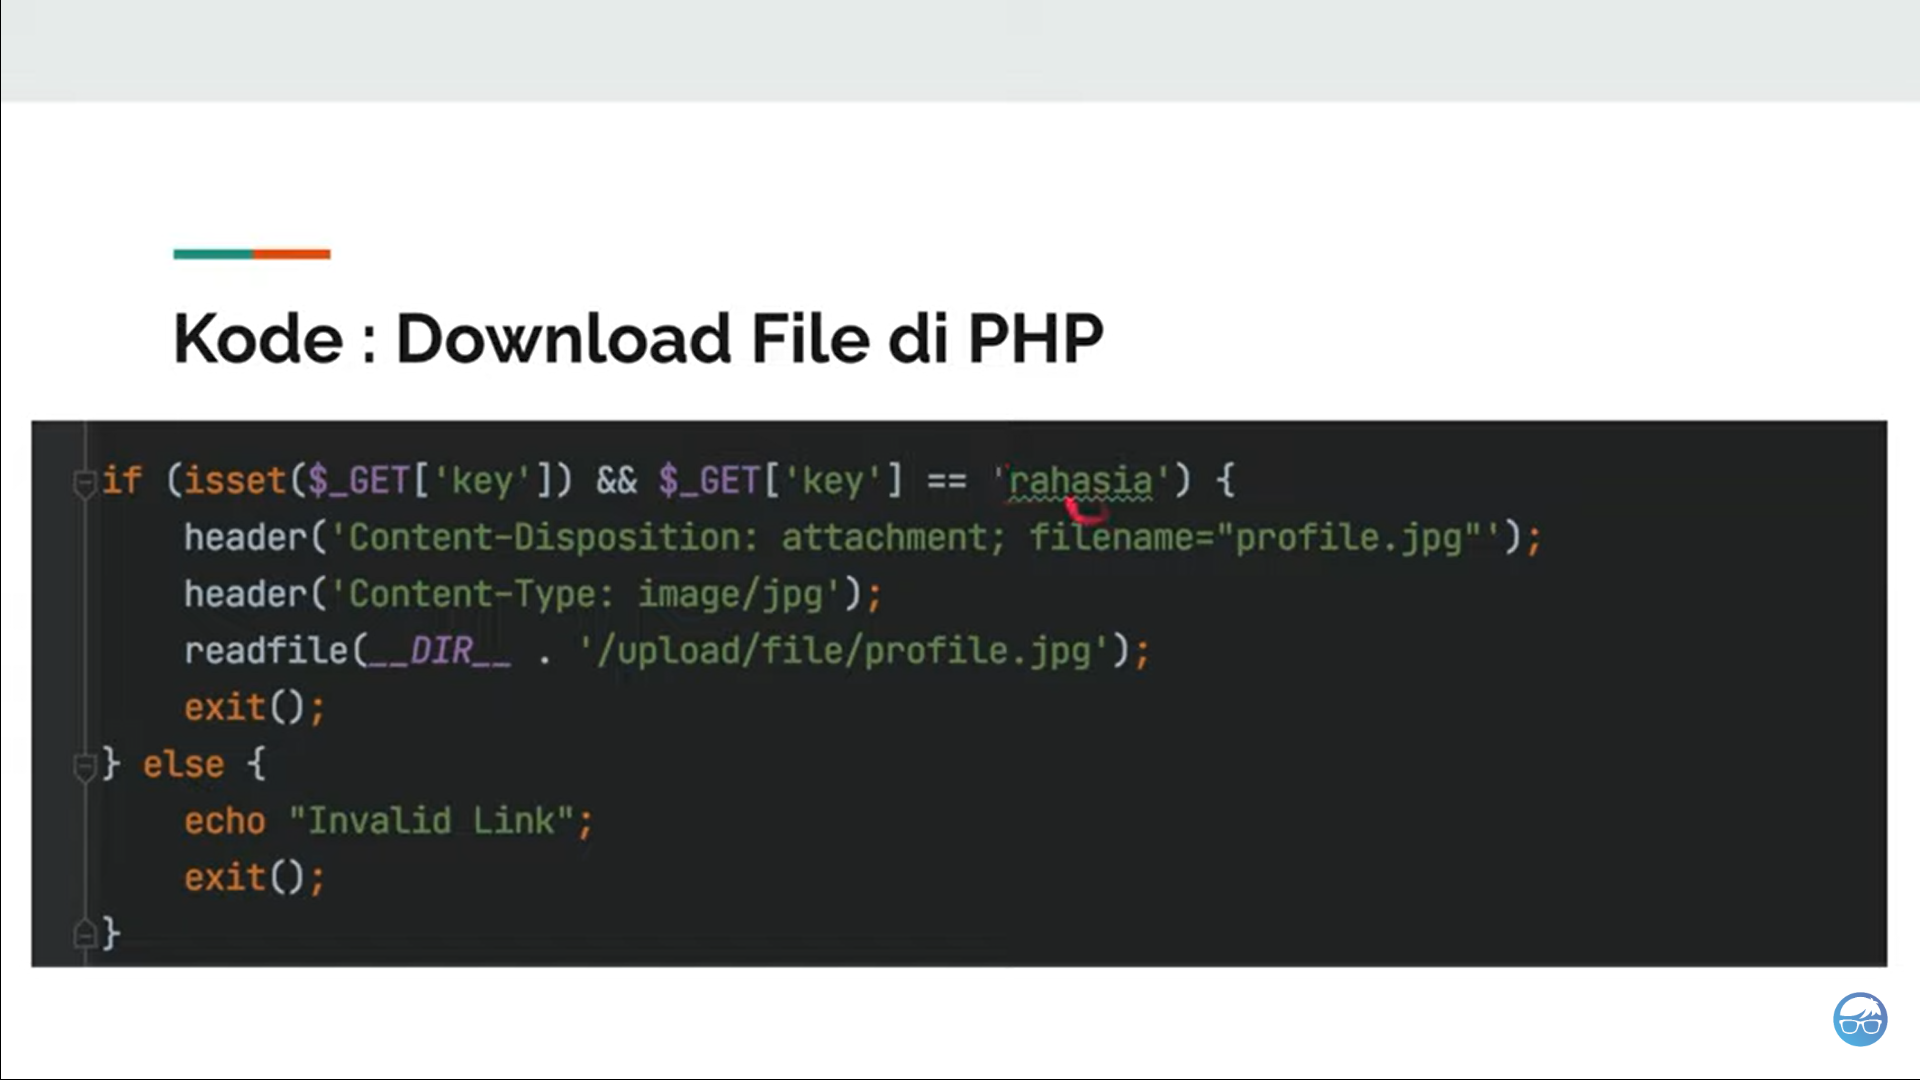 Kode : Download File di PHP
if (isset($_GET['key']) && $_GET['key'] == 'rahasia') {
    header('Content-Disposition: attachment; filename="profile.jpg"');
    header('Content-Type: image/jpg');
    readfile(__DIR__ . '/upload/file/profile.jpg');
    exit();
} else {
    echo "Invalid Link";
    exit();
}